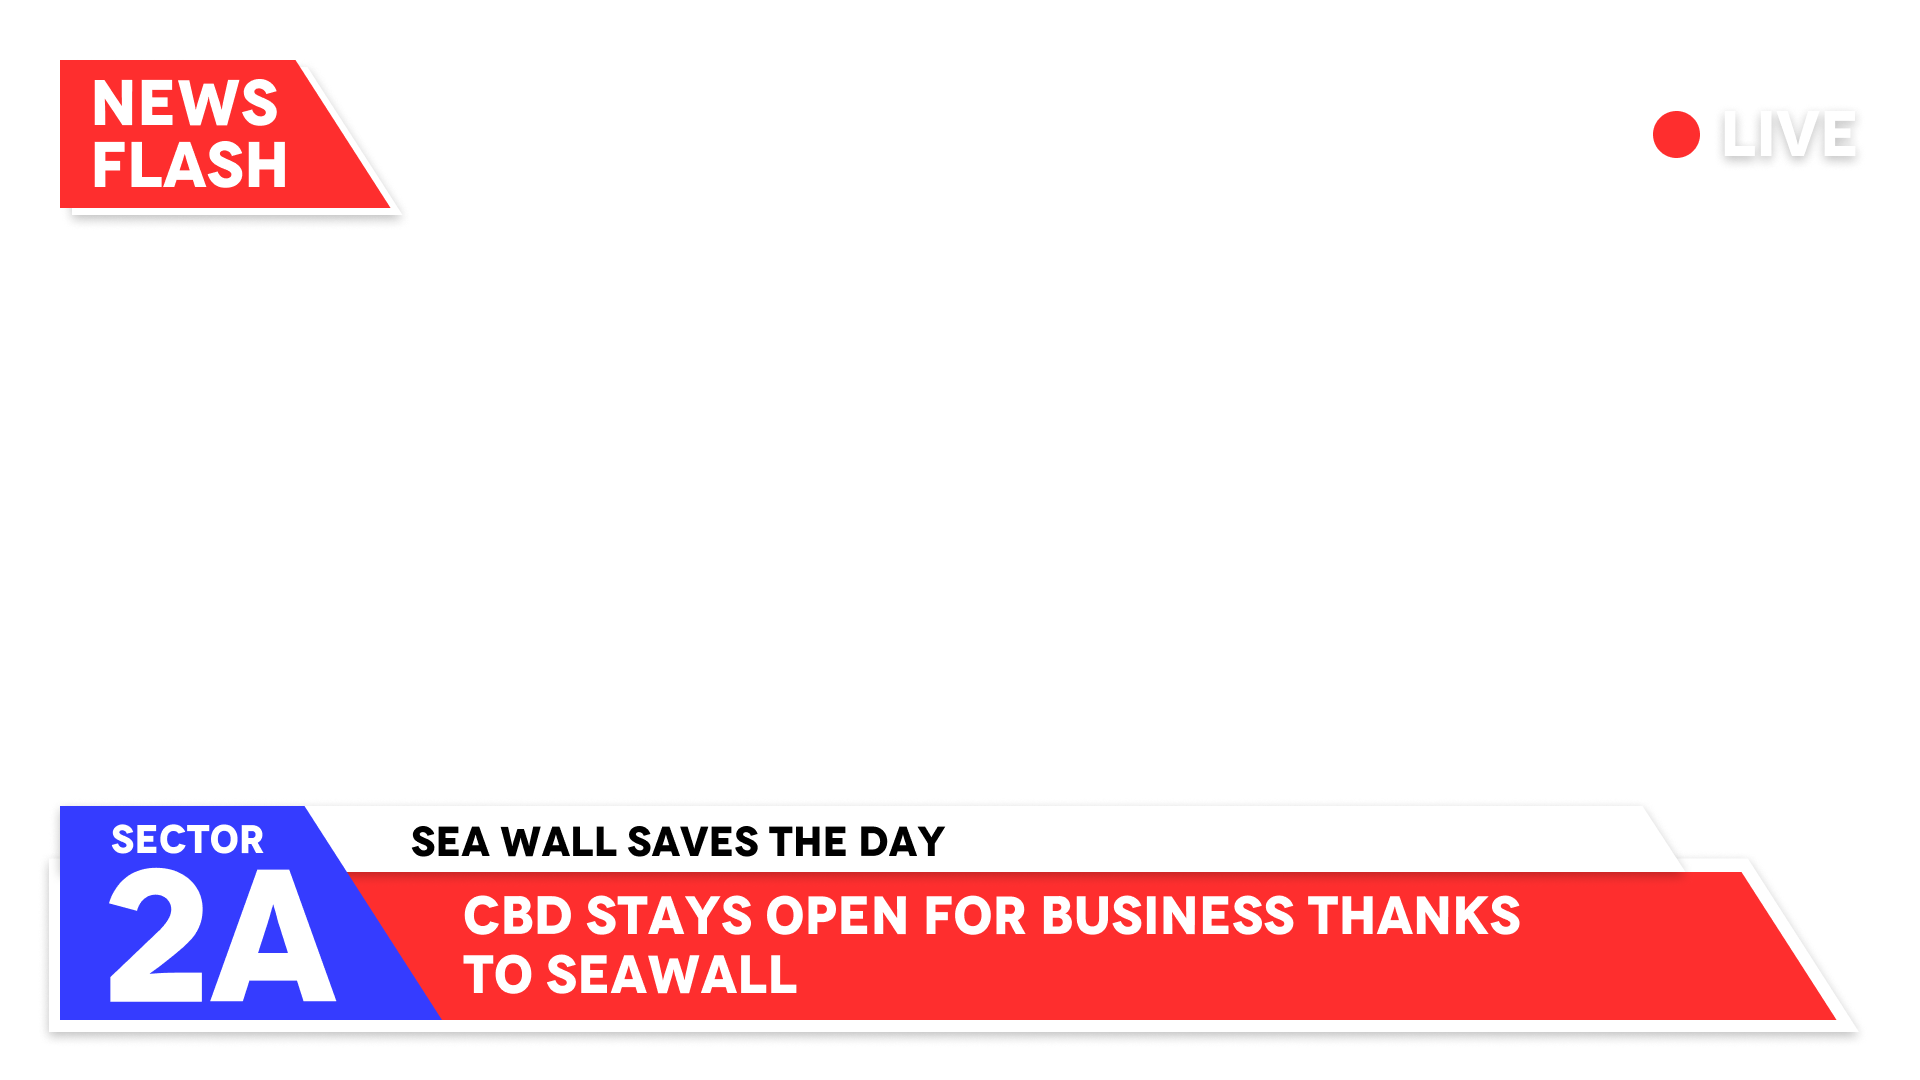 NEWS
FLASH
LIVE
SECTOR
2A
SEA WALL SAVES THE DAY
CBD STAYS OPEN FOR BUSINESS THANKS
TO SEAWALL